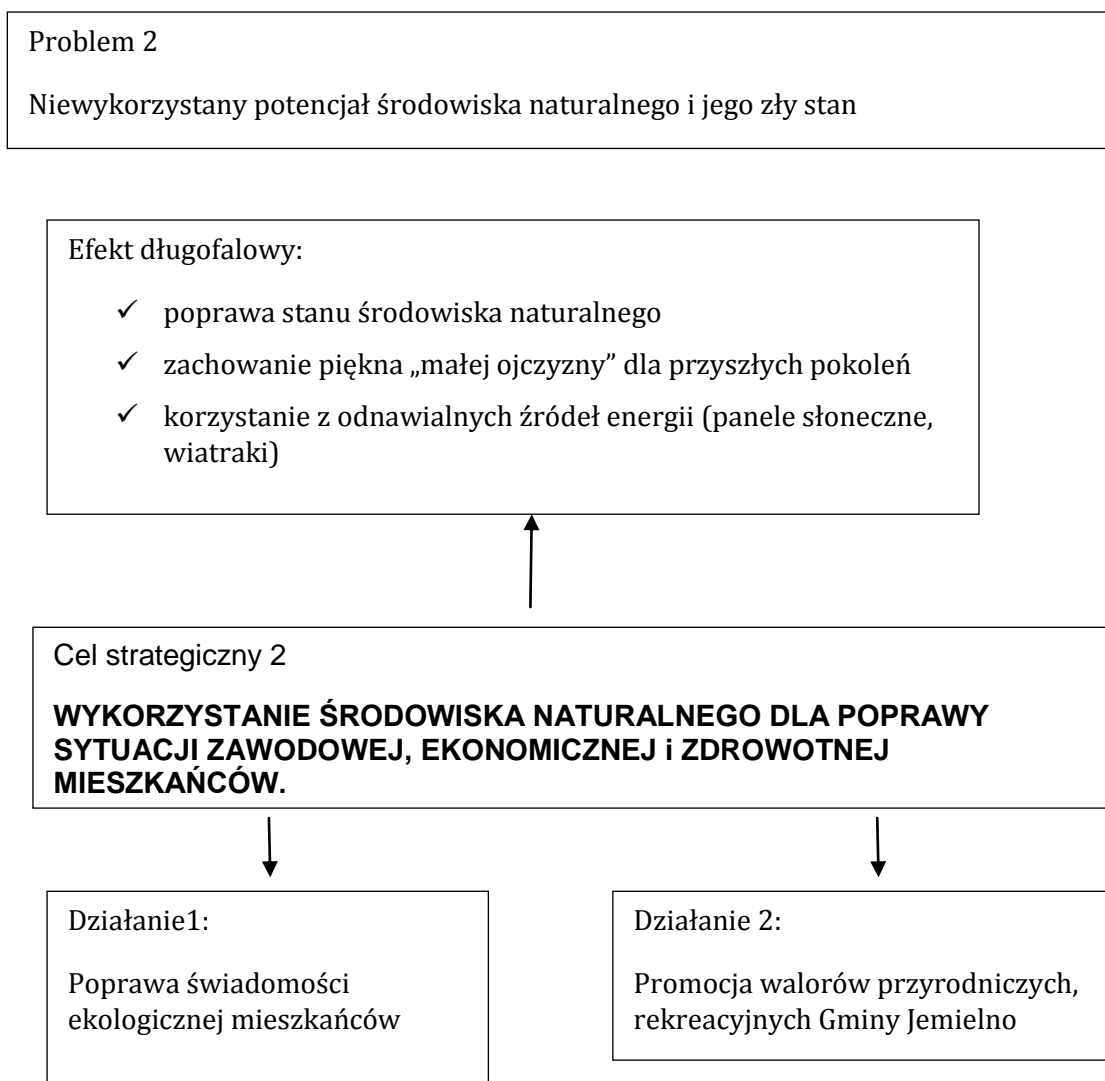 Problem 2
Niewykorzystany potencjał środowiska naturalnego i jego zły stan
Efekt długofalowy:
✓ poprawa stanu środowiska naturalnego
✓ zachowanie piękna „małej ojczyzny” dla przyszłych pokoleń
✓ korzystanie z odnawialnych źródeł energii (panele słoneczne,
wiatraki)
Cel strategiczny 2
WYKORZYSTANIE ŚRODOWISKA NATURALNEGO DLA POPRAWY
SYTUACJI ZAWODOWEJ, EKONOMICZNEJ i ZDROWOTNEJ
MIESZKAŃCÓW.
Działanie1:
Poprawa świadomości
ekologicznej mieszkańców
Działanie 2:
Promocja walorów przyrodniczych,
rekreacyjnych Gminy Jemielno